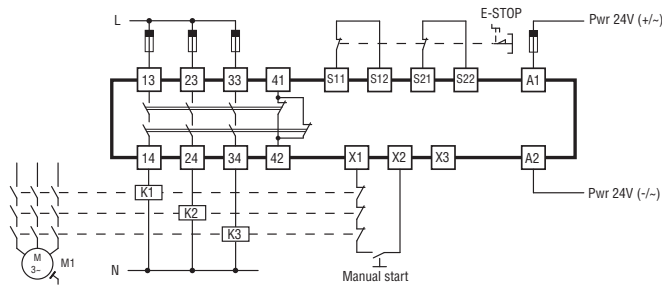 E-STOP
L
Pwr 24V (+/~)
13 23 33 41 S11 S12 S21 S22 A1
14 24 34 42 X1 X2 X3 A2
K1
Pwr 24V (-/~)
K2
K3
M
3~
M1
N
Manual start